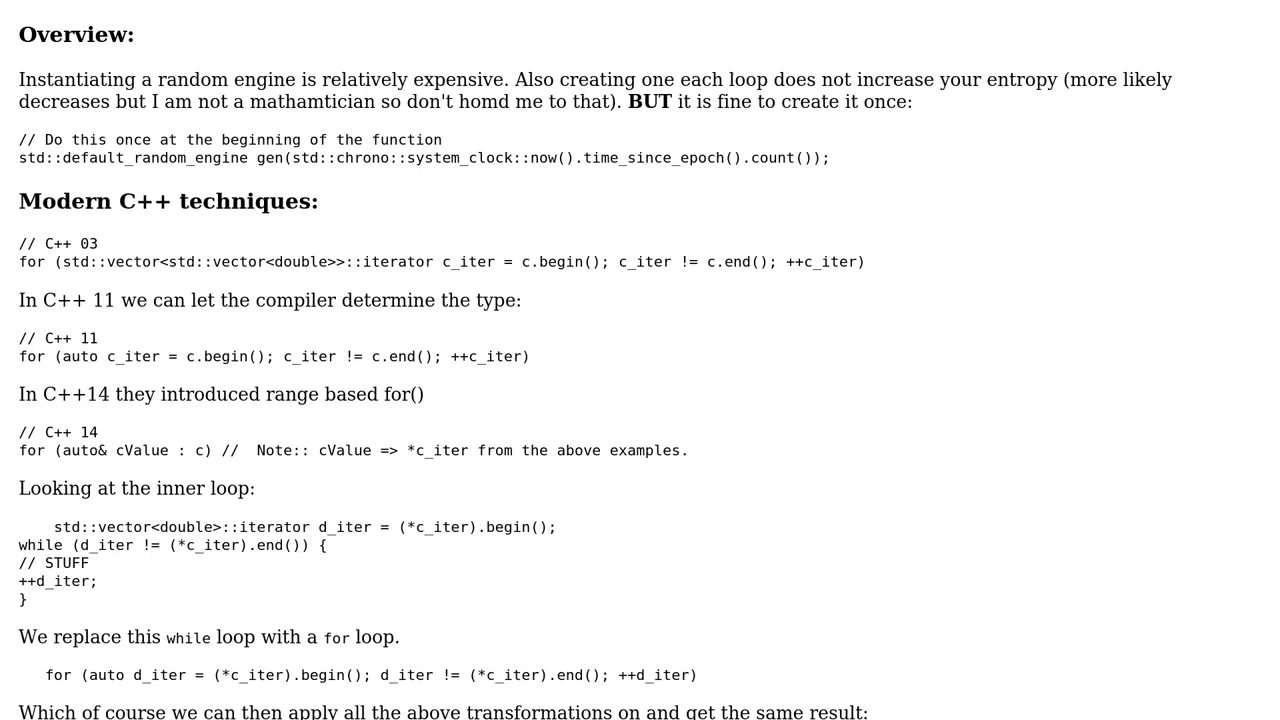 Overview:
Instantiating a random engine is relatively expensive. Also creating one each loop does not increase your entropy (more likely
decreases but I am not a mathamtician so don't homd me to that). BUT it is fine to create it once:
// Do this once at the beginning of the function
std::default_random_engine gen(std::chrono::system_clock::now().time_since_epoch().count());
Modern C++ techniques:
// C++ 03
for (std::vector<std::vector<double>>::iterator c_iter = c.begin(); c_iter != c.end(); ++c_iter)
In C++ 11 we can let the compiler determine the type:
// C++ 11
for (auto c_iter = c.begin(); c_iter != c.end(); ++c_iter)
In C++14 they introduced range based for()
// C++ 14
for (auto& cValue : c) //  Note:: cValue => *c_iter from the above examples.
Looking at the inner loop:
    std::vector<double>::iterator d_iter = (*c_iter).begin();
while (d_iter != (*c_iter).end()) {
// STUFF
++d_iter;
}
We replace this while loop with a for loop.
   for (auto d_iter = (*c_iter).begin(); d_iter != (*c_iter).end(); ++d_iter)
Which of course we can then apply all the above transformations on and get the same result: